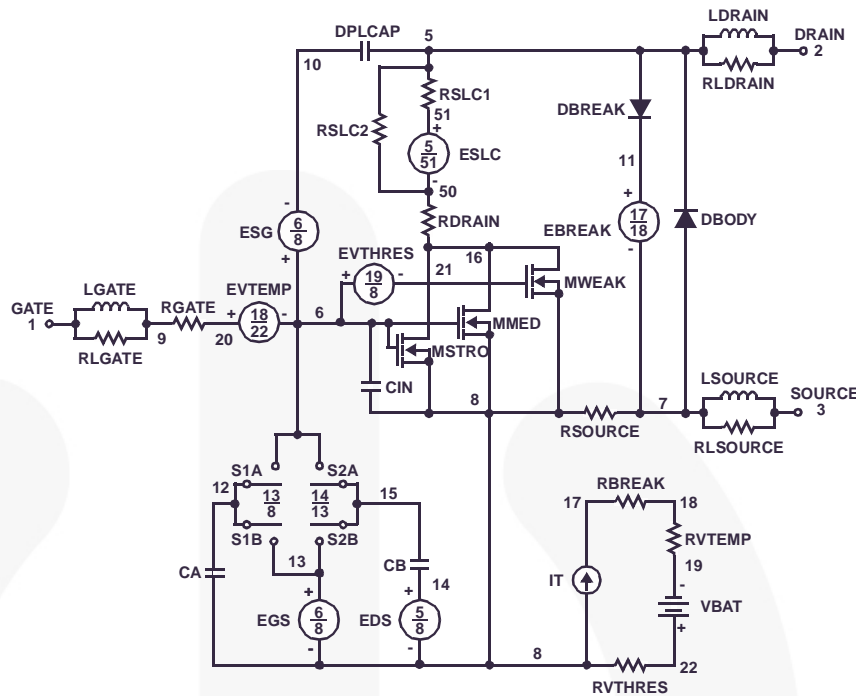 LDRAIN
DPLCAP 5 DRAIN
10 2
RLDRAIN
RSLC1
DBREAK
51
RSLC2
+
5
51
ESLC
11
-
50
-
+
RDRAIN
6
8
ESG
17
18
EBREAK
DBODY
EVTHRES
16
+
+ 19
8
- 21
-
MWEAK
LGATE
EVTEMP
GATE
1
RGATE
+ 18
22
- 6
MMED
9
20
MSTRO
RLGATE
LSOURCE
CIN
8
7
SOURCE
3
RSOURCE
RLSOURCE
S1A
S2A
RBREAK
12
13
8
14
13
15
17
18
S1B
S2B
RVTEMP
13
CB
19
CA
14
IT
-
+
+
VBAT
EGS
6
8
EDS
5
8
+
-
-
8
22
RVTHRES